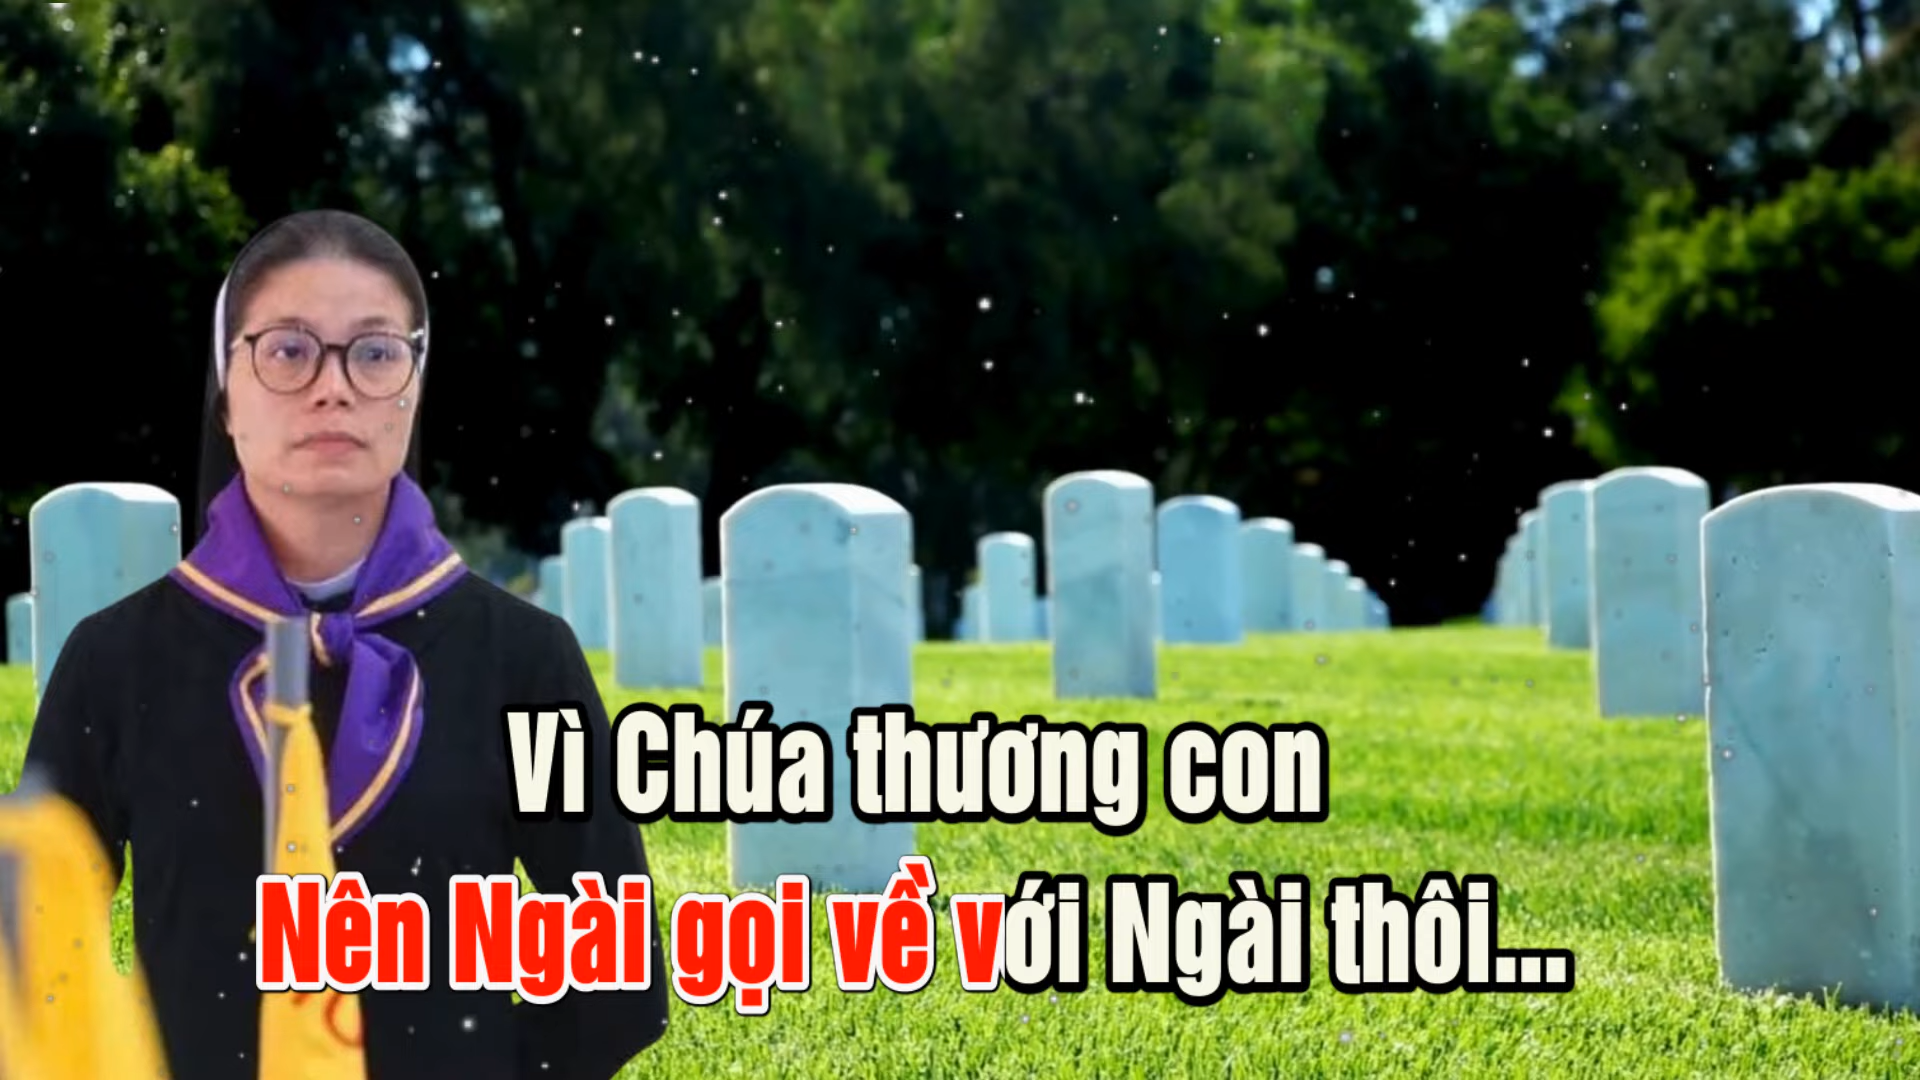 Vì Chúa thương con
Nên Ngài gọi về với Ngài thôi...